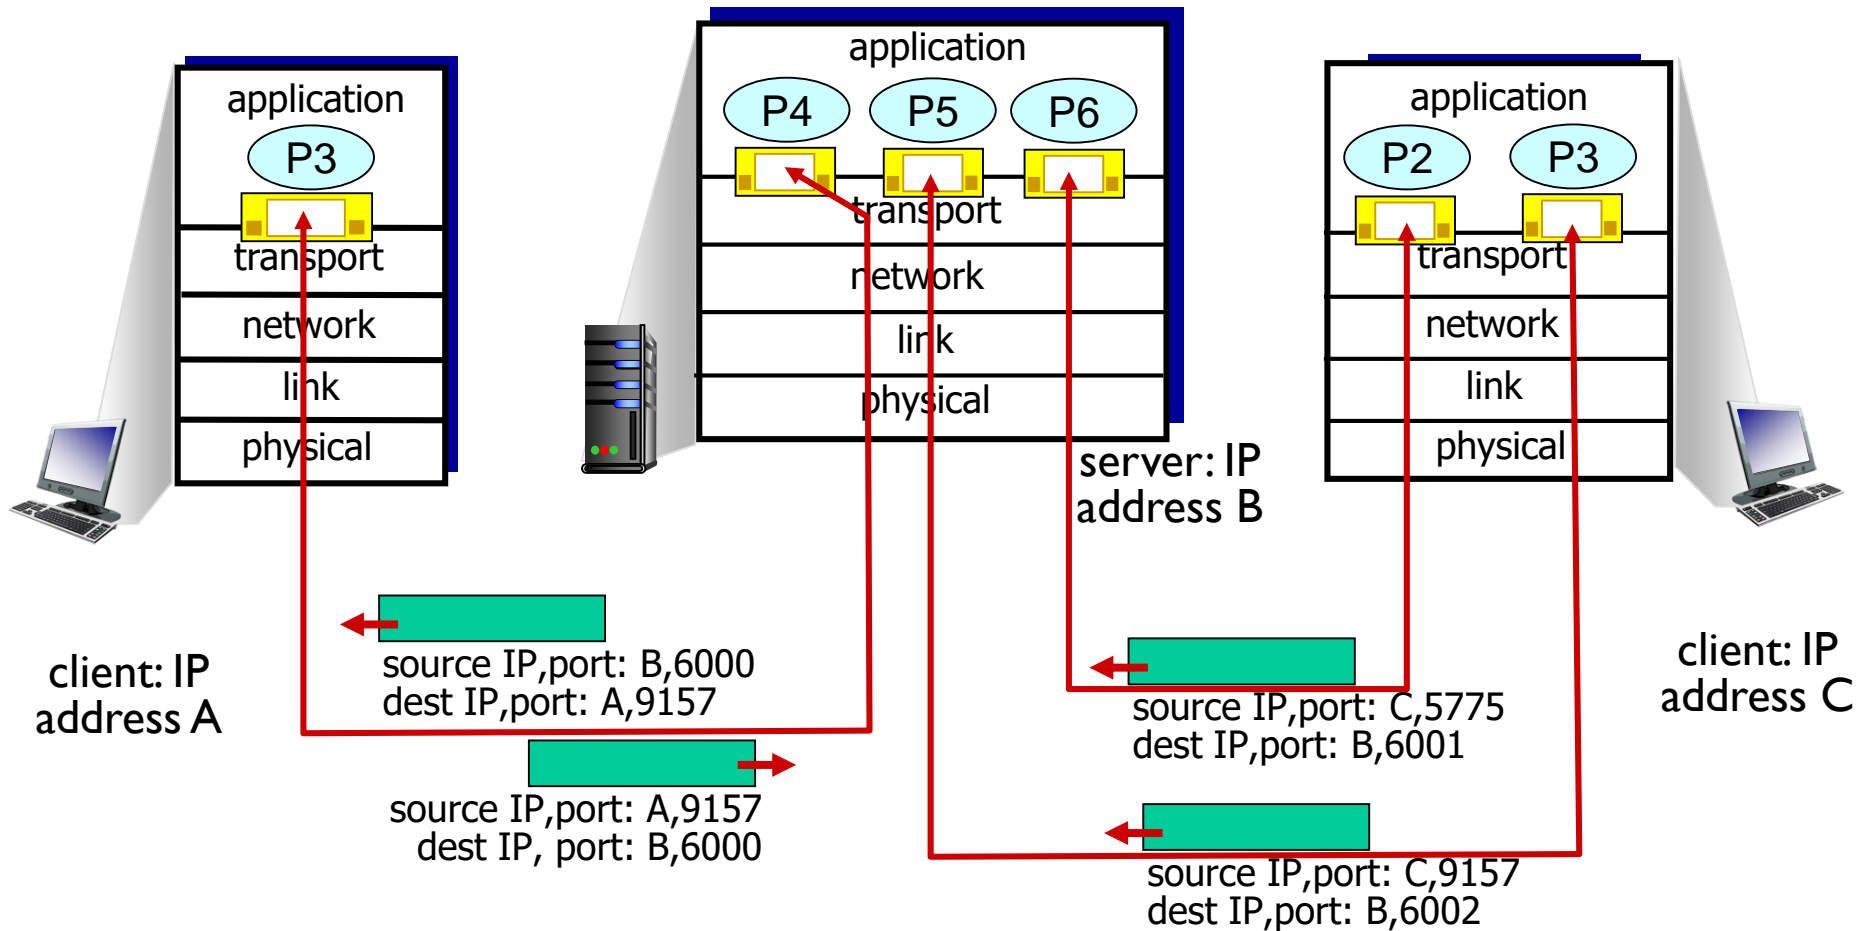 application
P3
transport
network
link
physical
client: IP
address A
application
P4
P5
P6
transport
network
link
physical
server: IP
address B
application
P2
P3
transport
network
link
physical
client: IP
address C
source IP,port: B,6000
dest IP,port: A,9157
source IP,port: A,9157
dest IP, port: B,6000
source IP,port: C,5775
dest IP,port: B,6001
source IP,port: C,9157
dest IP,port: B,6002